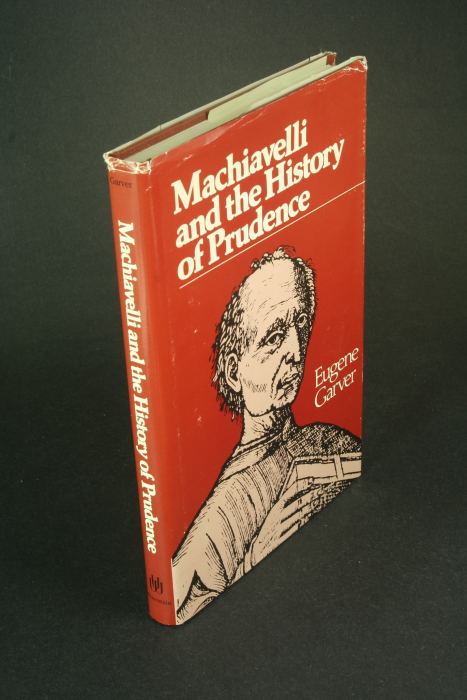 Machiavelli
and the History
of Prudence
Eugene
Garver
Garver
Machiavelli and the History of Prudence